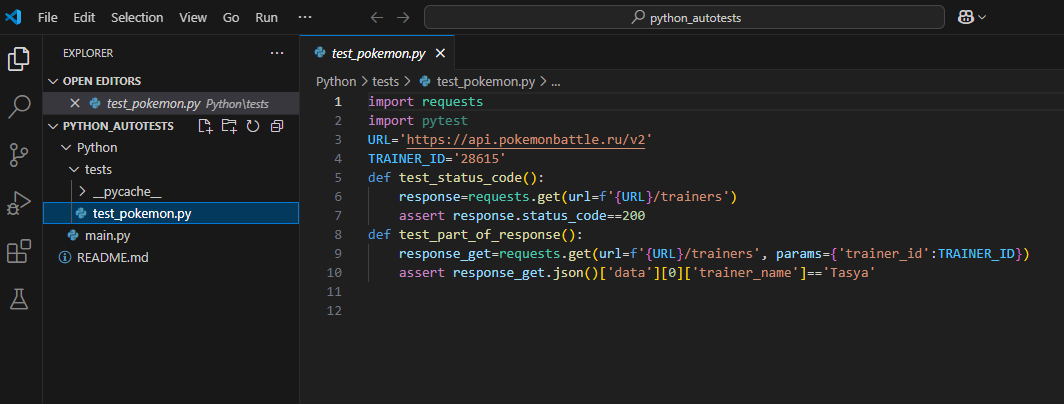 File Edit Selection View Go Run ··· python_autotests
EXPLORER ···
OPEN EDITORS
test_pokemon.py Python\tests
PYTHON_AUTOTESTS
Python
tests
__pycache__
test_pokemon.py
main.py
README.md
test_pokemon.py
Python > tests > test_pokemon.py > ...
1 import requests
2 import pytest
3 URL='https://api.pokemonbattle.ru/v2'
4 TRAINER_ID='28615'
5 def test_status_code():
6     response=requests.get(url=f'{URL}/trainers')
7     assert response.status_code==200
8 def test_part_of_response():
9     response_get=requests.get(url=f'{URL}/trainers', params={'trainer_id':TRAINER_ID})
10     assert response_get.json()['data'][0]['trainer_name']=='Tasya'
11
12